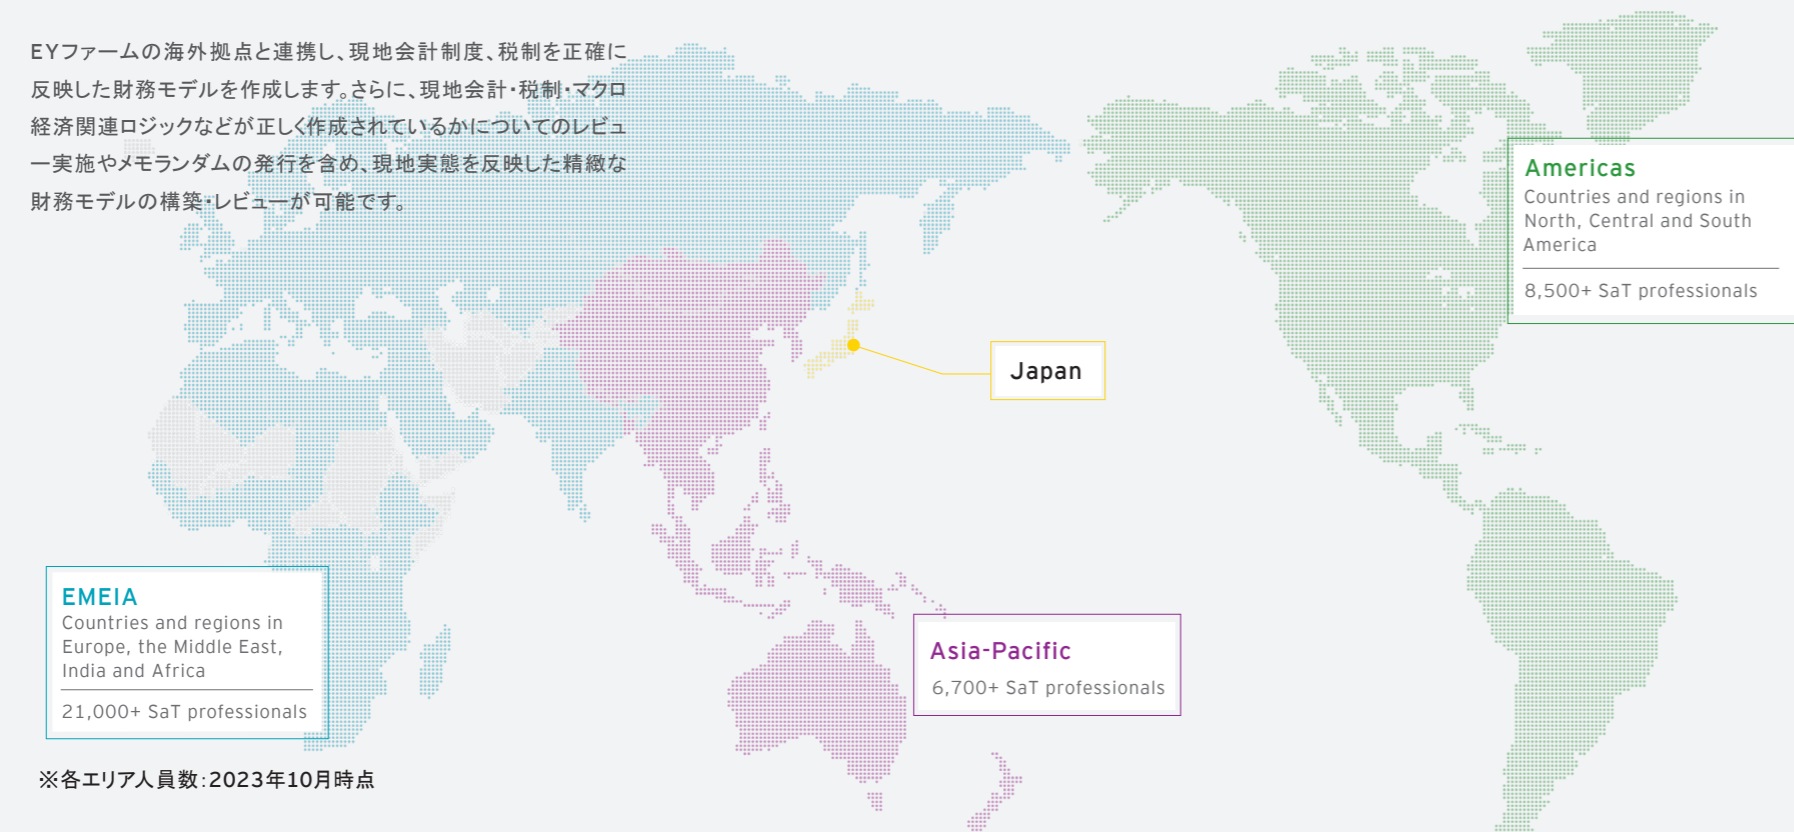 EYファームの海外拠点と連携し、現地会計制度、税制を正確に
反映した財務モデルを作成します。さらに、現地会計・税制・マクロ
経済関連ロジックなどが正しく作成されているかについてのレビュ
ー実施やメモランダムの発行を含め、現地実態を反映した精緻な
財務モデルの構築・レビューが可能です。
Americas
Countries and regions in
North, Central and South
America
8,500+ SaT professionals
Japan
EMEIA
Countries and regions in
Europe, the Middle East,
India and Africa
21,000+ SaT professionals
Asia-Pacific
6,700+ SaT professionals
※各エリア人員数：2023年10月時点